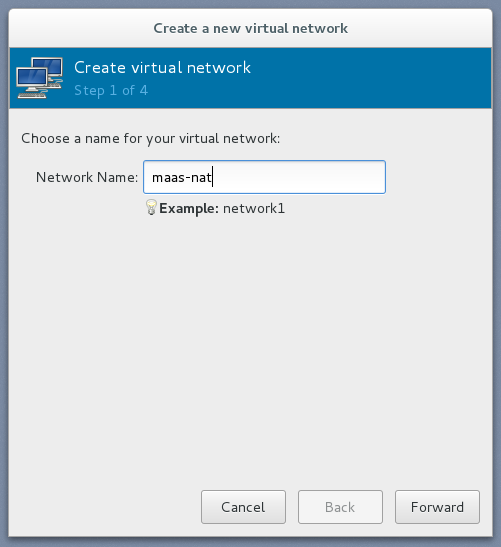 Create a new virtual network
Create virtual network
Step 1 of 4
Choose a name for your virtual network:
Network Name: maas-nat
Example: network1
Cancel Back Forward